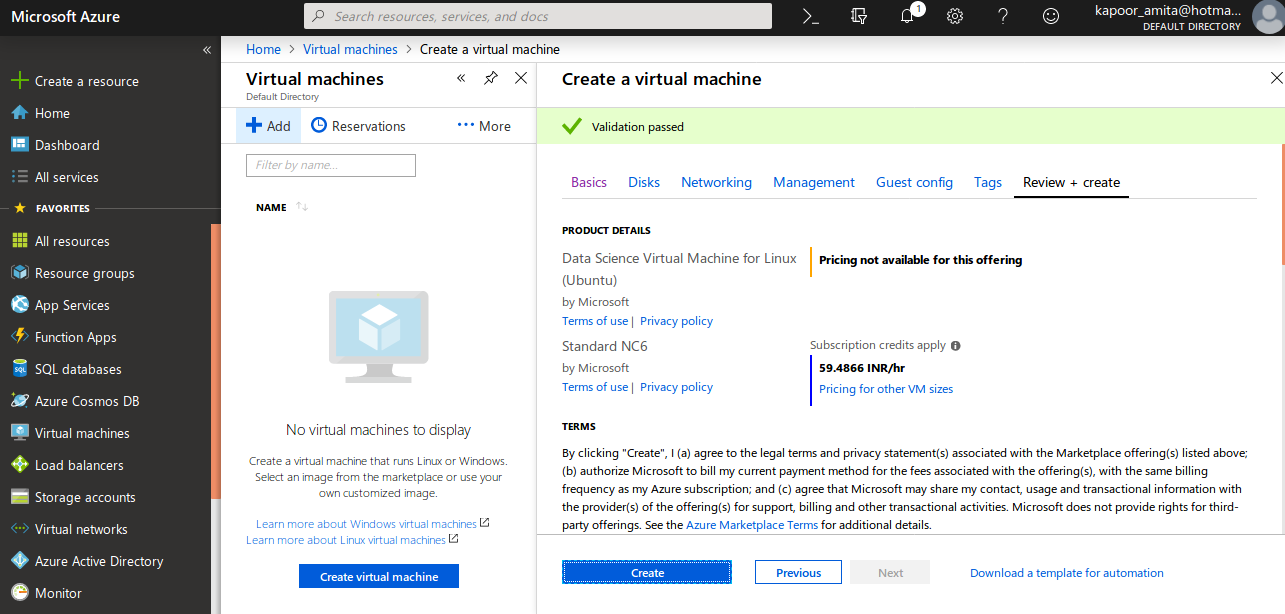 Microsoft Azure
Search resources, services, and docs
1
kapoor_amita@hotma...
DEFAULT DIRECTORY
Create a resource
Home
Dashboard
All services
FAVORITES
All resources
Resource groups
App Services
Function Apps
SQL databases
Azure Cosmos DB
Virtual machines
Load balancers
Storage accounts
Virtual networks
Azure Active Directory
Monitor
Home > Virtual machines > Create a virtual machine
Virtual machines
Default Directory
Add
Reservations
More
Filter by name...
NAME
No virtual machines to display
Create a virtual machine that runs Linux or Windows.
Select an image from the marketplace or use your
own customized image.
Learn more about Windows virtual machines
Learn more about Linux virtual machines
Create virtual machine
Create a virtual machine
Validation passed
Basics Disks Networking Management Guest config Tags Review + create
PRODUCT DETAILS
Data Science Virtual Machine for Linux
(Ubuntu)
by Microsoft
Terms of use | Privacy policy
Pricing not available for this offering
Standard NC6
by Microsoft
Terms of use | Privacy policy
Subscription credits apply
59.4866 INR/hr
Pricing for other VM sizes
TERMS
By clicking "Create", I (a) agree to the legal terms and privacy statement(s) associated with the Marketplace offering(s) listed above;
(b) authorize Microsoft to bill my current payment method for the fees associated with the offering(s), with the same billing
frequency as my Azure subscription; and (c) agree that Microsoft may share my contact, usage and transactional information with
the provider(s) of the offering(s) for support, billing and other transactional activities. Microsoft does not provide rights for third-
party offerings. See the Azure Marketplace Terms for additional details.
Create
Previous
Next
Download a template for automation